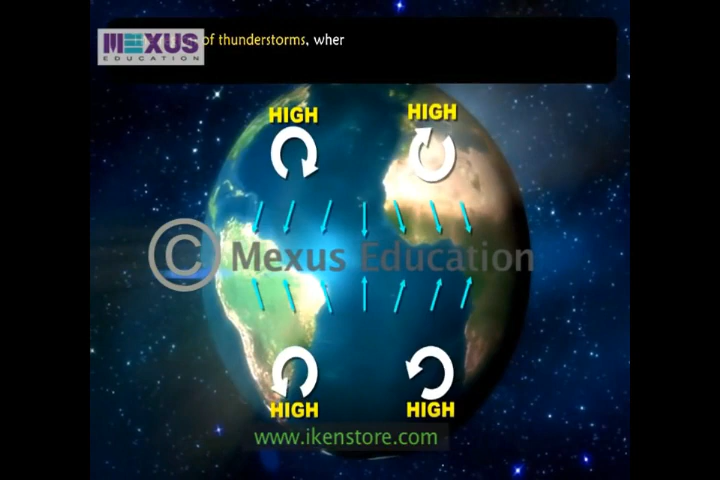 MEXUS
EDUCATION
of thunderstorms, wher
HIGH
HIGH
© Mexus Education
HIGH
HIGH
www.ikenstore.com